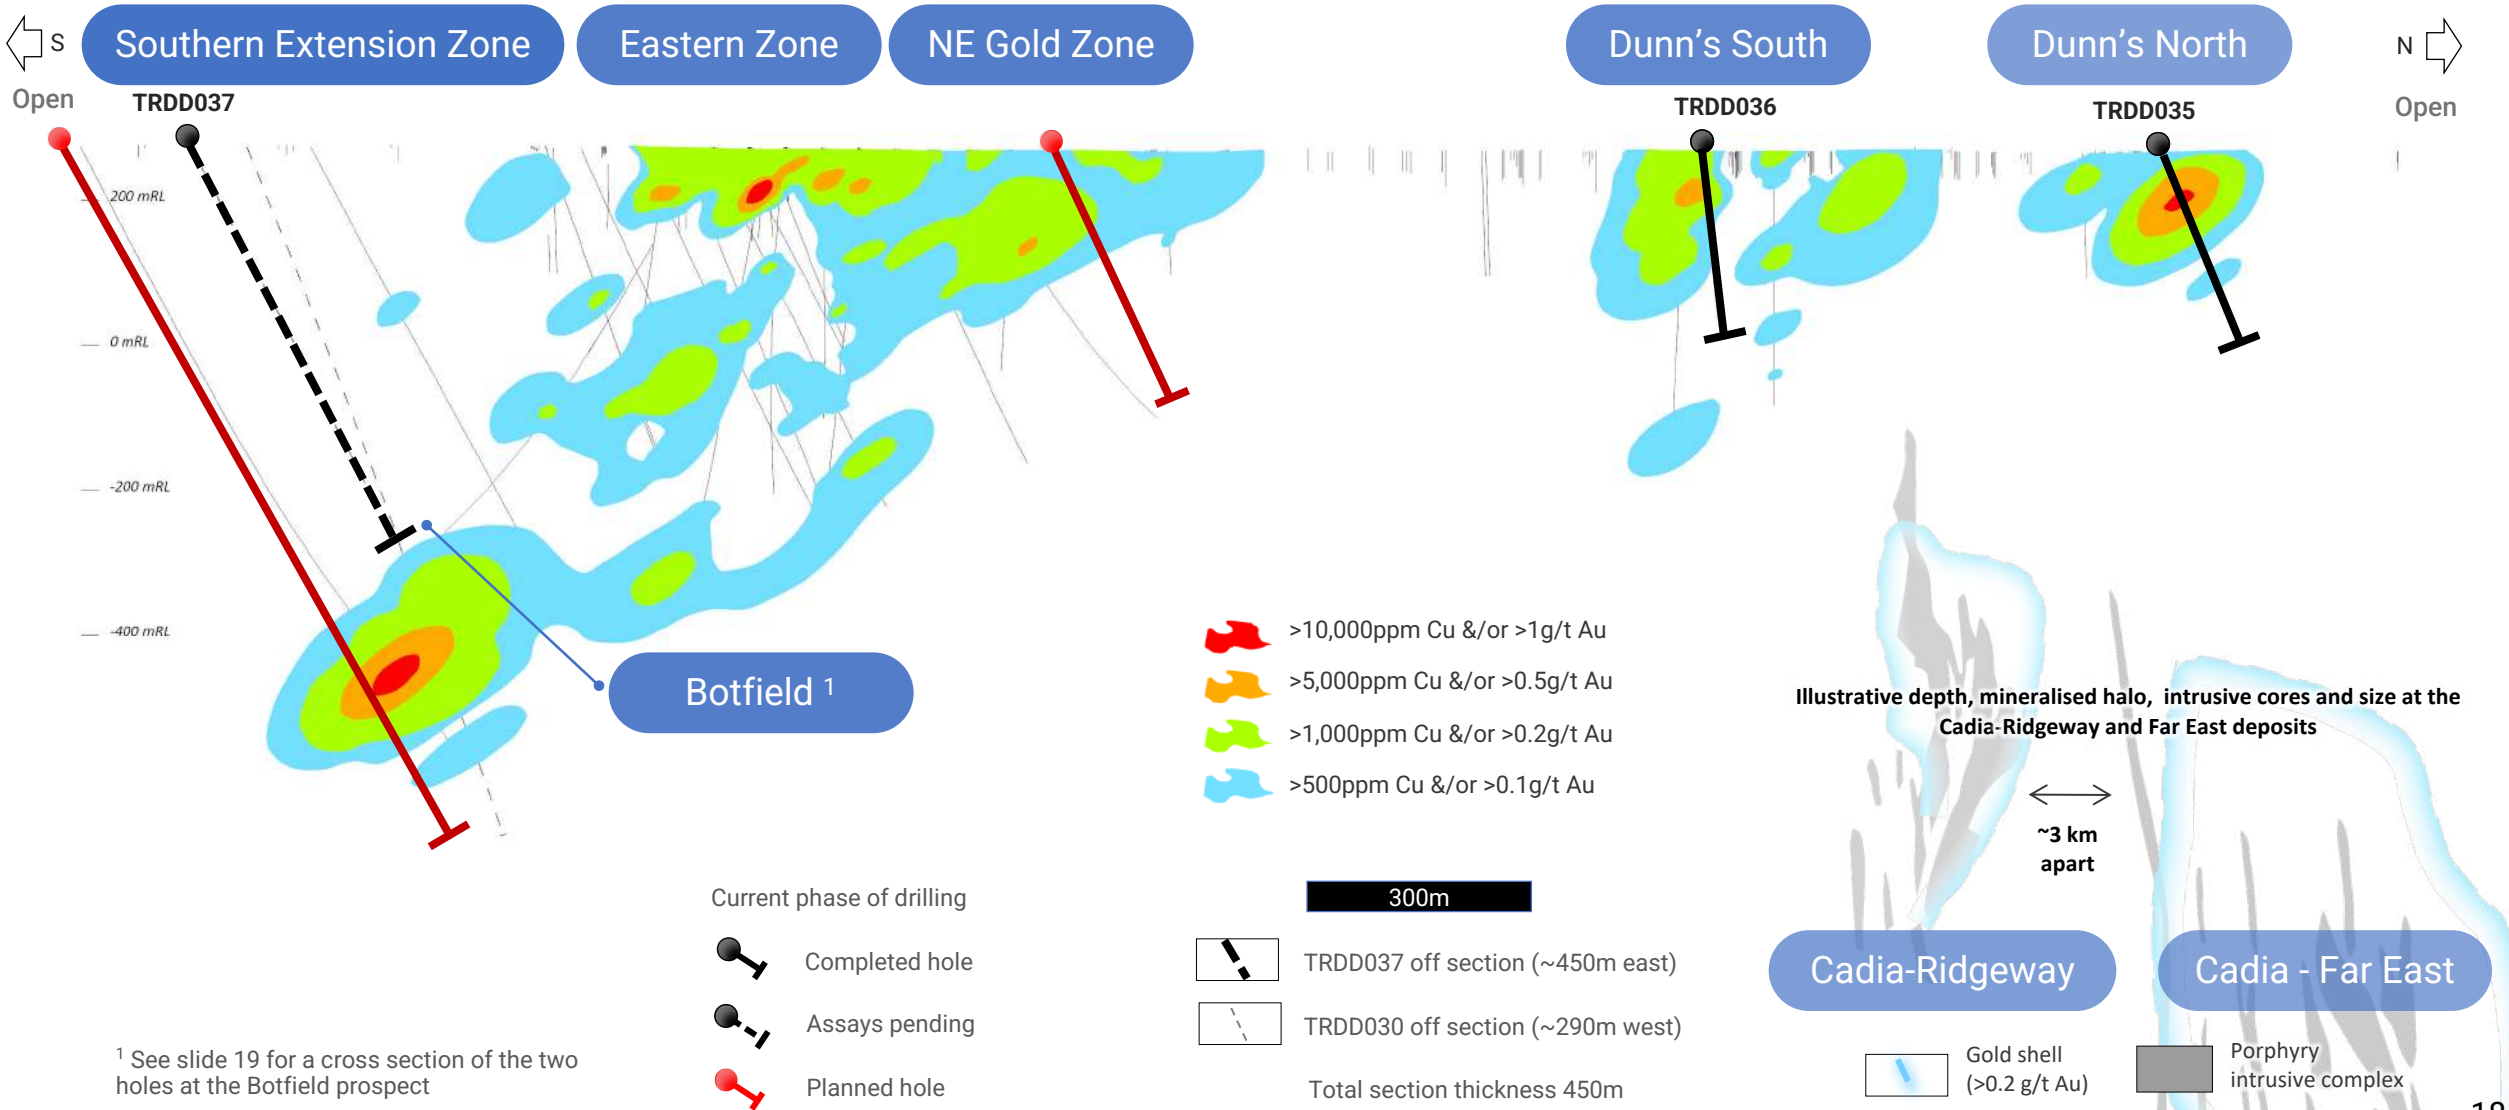 S
Southern Extension Zone
Eastern Zone
NE Gold Zone
Dunn's South
Dunn's North
N
Open
TRDD037
TRDD036
TRDD035
Open
200 mRL
0 mRL
-200 mRL
-400 mRL
Botfield 1
>10,000ppm Cu &/or >1g/t Au
>5,000ppm Cu &/or >0.5g/t Au
>1,000ppm Cu &/or >0.2g/t Au
>500ppm Cu &/or >0.1g/t Au
Illustrative depth, mineralised halo, intrusive cores and size at the
Cadia-Ridgeway and Far East deposits
~3 km
apart
Current phase of drilling
300m
Completed hole
TRDD037 off section (~450m east)
Cadia-Ridgeway
Cadia - Far East
Assays pending
TRDD030 off section (~290m west)
1 See slide 19 for a cross section of the two
holes at the Botfield prospect
Planned hole
Total section thickness 450m
Gold shell
(>0.2 g/t Au)
Porphyry
intrusive complex